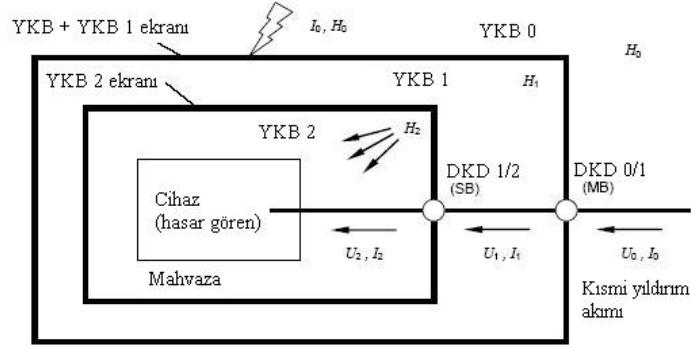 YKB + YKB 1 ekranı
I₀, H₀
YKB 0
H₀
YKB 2 ekranı
YKB 1
H₁
YKB 2
H₂
DKD 1/2
(SB)
DKD 0/1
(MB)
Cihaz
(hasar gören)
U₂ , I₂
U₁ , I₁
U₀ , I₀
Mahvaza
Kısmi yıldırım
akımı